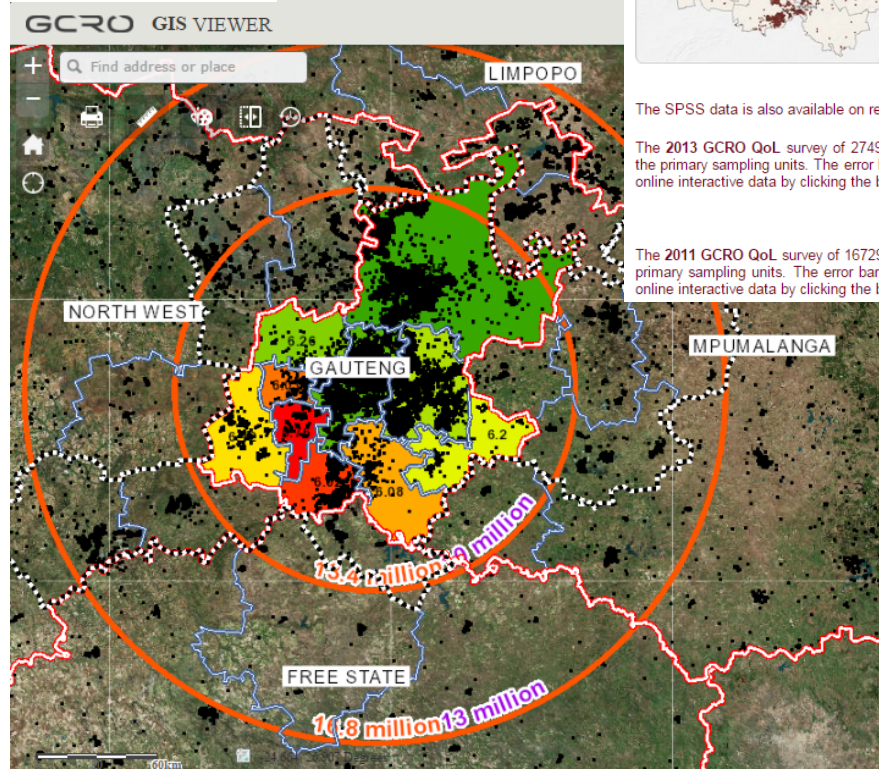 GCRO GIS VIEWER
Find address or place
LIMPOPO
NORTH WEST
6.26
GAUTENG
MPUMALANGA
6.2
6.08
million
13.4 million
FREE STATE
16.8 million 13 million
60km
The SPSS data is also available on re
The 2013 GCRO QoL survey of 2749
the primary sampling units. The error
online interactive data by clicking the b
The 2011 GCRO QoL survey of 16729
primary sampling units. The error bar
online interactive data by clicking the b